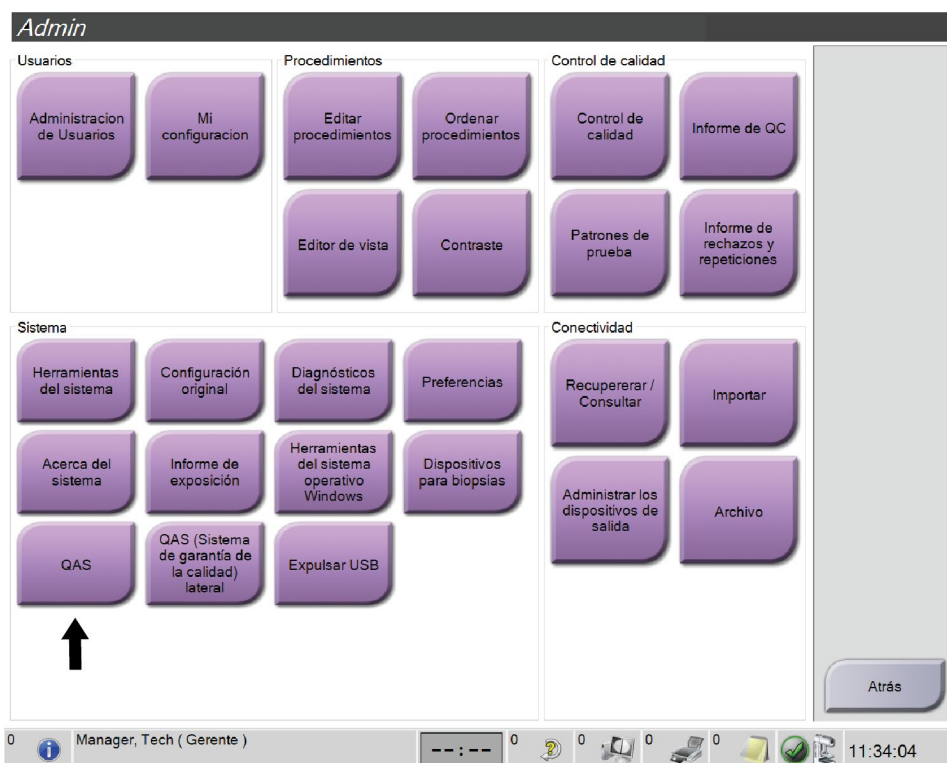 Admin
Usuarios
Administracion
de Usuarios
Mi
configuracion
Procedimientos
Editar
procedimientos
Ordenar
procedimientos
Editor de vista
Contraste
Control de calidad
Control de
calidad
Informe de QC
Patrones de
prueba
Informe de
rechazos y
repeticiones
Sistema
Herramientas
del sistema
Configuración
original
Diagnósticos
del sistema
Preferencias
Acerca del
sistema
Informe de
exposición
Herramientas
del sistema
operativo
Windows
Dispositivos
para biopsias
QAS
QAS (Sistema
de garantía de
la calidad)
lateral
Expulsar USB
Conectividad
Recupererar /
Consultar
Importar
Administrar los
dispositivos de
salida
Archivo
Atrás
0
Manager, Tech ( Gerente )
--:--
0
0
0
0
11:34:04